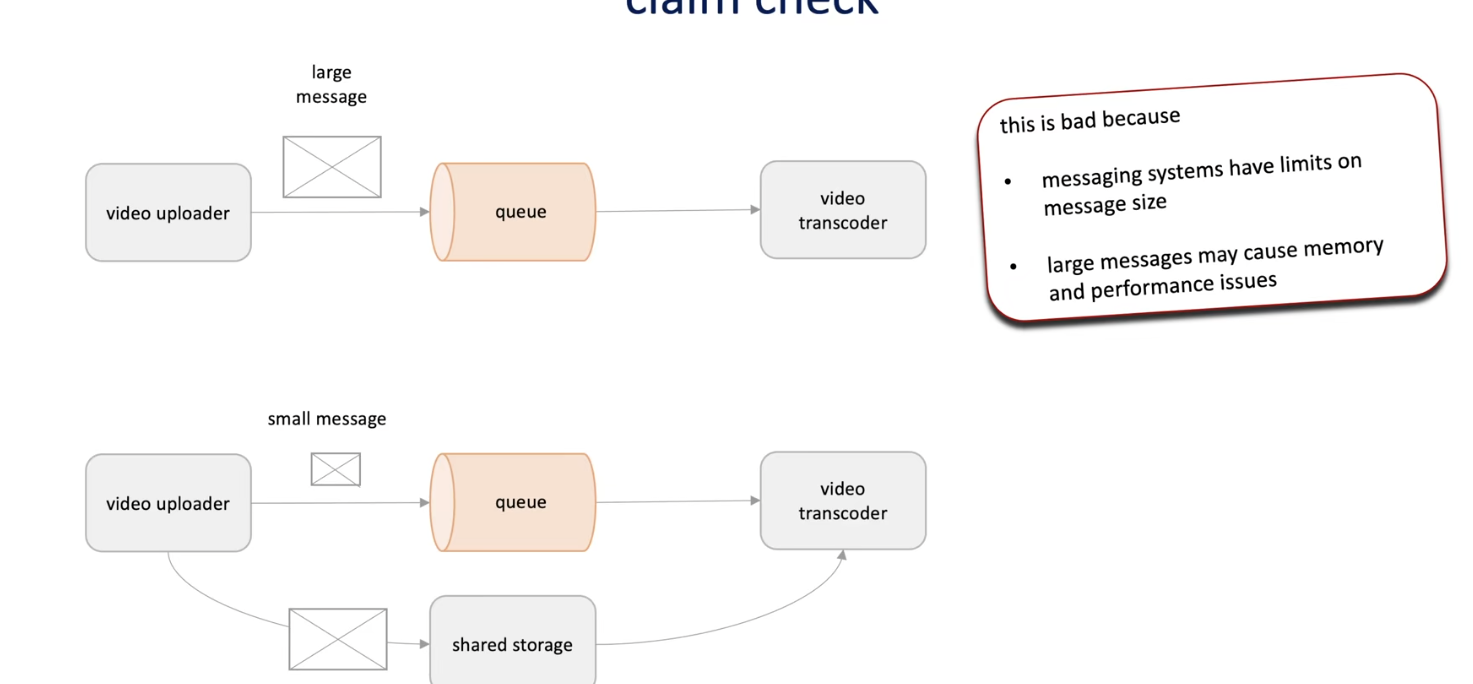 claim check
large
message
video uploader
queue
video
transcoder
this is bad because
• messaging systems have limits on
message size
• large messages may cause memory
and performance issues
small message
video uploader
queue
video
transcoder
shared storage